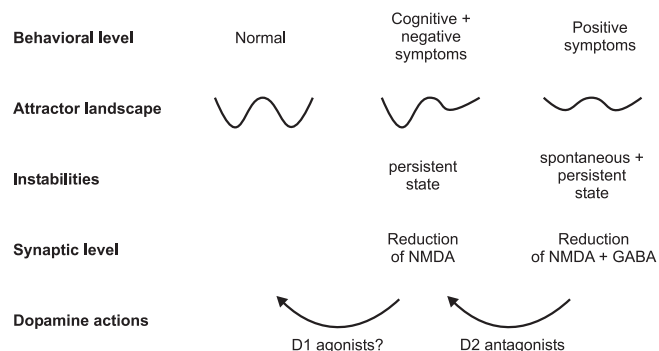 Behavioral level
Normal
Cognitive +
negative
symptoms
Positive
symptoms
Attractor landscape
Instabilities
persistent
state
spontaneous +
persistent
state
Synaptic level
Reduction
of NMDA
Reduction
of NMDA + GABA
Dopamine actions
D1 agonists?
D2 antagonists